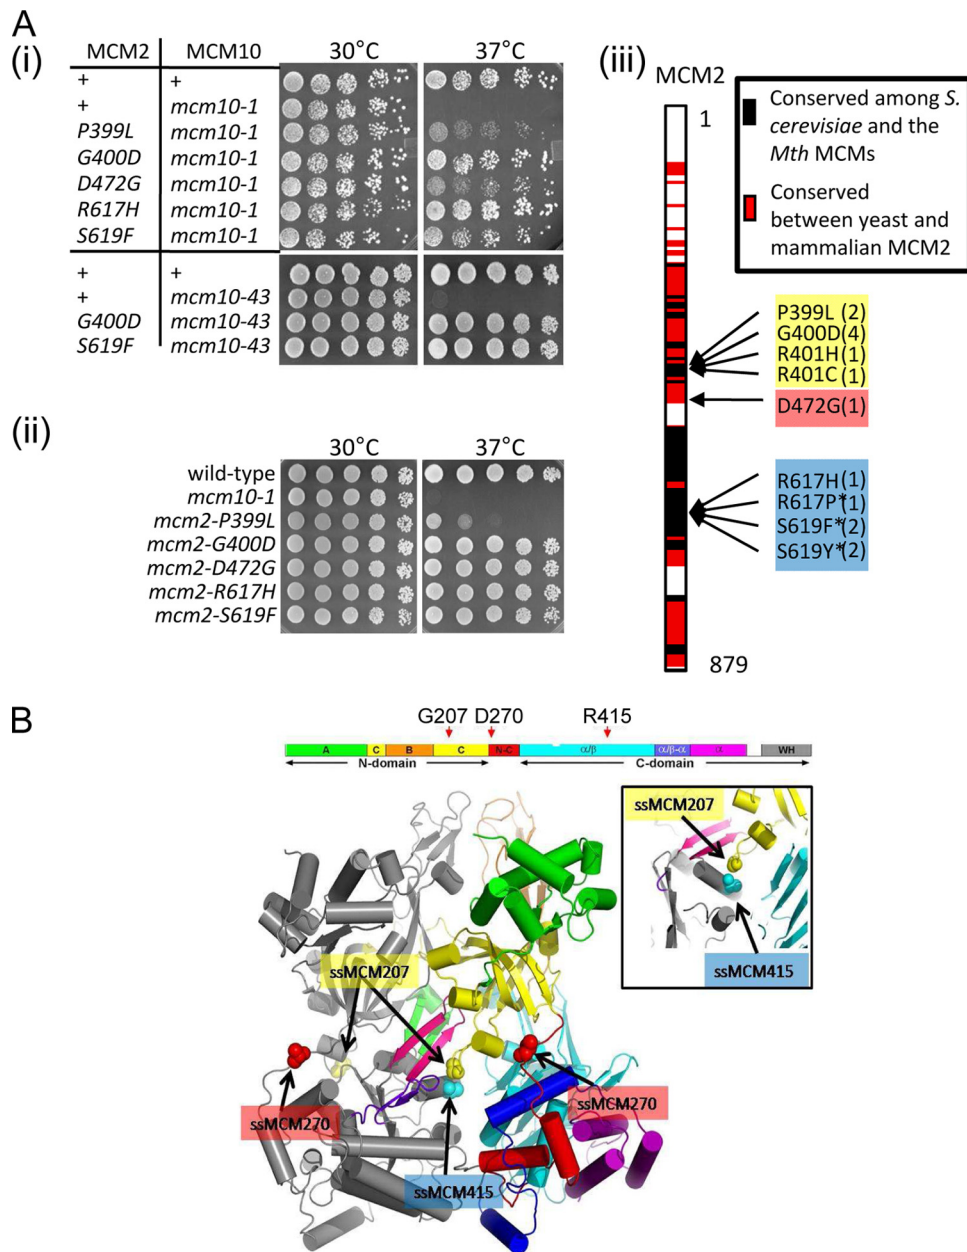 A
(i)
MCM2 MCM10 30°C 37°C
+ +
+ mcm10-1
P399L mcm10-1
G400D mcm10-1
D472G mcm10-1
R617H mcm10-1
S619F mcm10-1
+ +
+ mcm10-43
G400D mcm10-43
S619F mcm10-43
(ii)
30°C 37°C
wild-type
mcm10-1
mcm2-P399L
mcm2-G400D
mcm2-D472G
mcm2-R617H
mcm2-S619F
(iii)
MCM2
1
879
Conserved among S.
cerevisiae and the
Mth MCMs
Conserved
between yeast and
mammalian MCM2
P399L (2)
G400D(4)
R401H(1)
R401C (1)
D472G(1)
R617H(1)
R617P*(1)
S619F*(2)
S619Y*(2)
B
G207 D270 R415
A C B C N-C α/β α/β-α α WH
N-domain C-domain
ssMCM207
ssMCM415
ssMCM207
ssMCM270
ssMCM270
ssMCM415